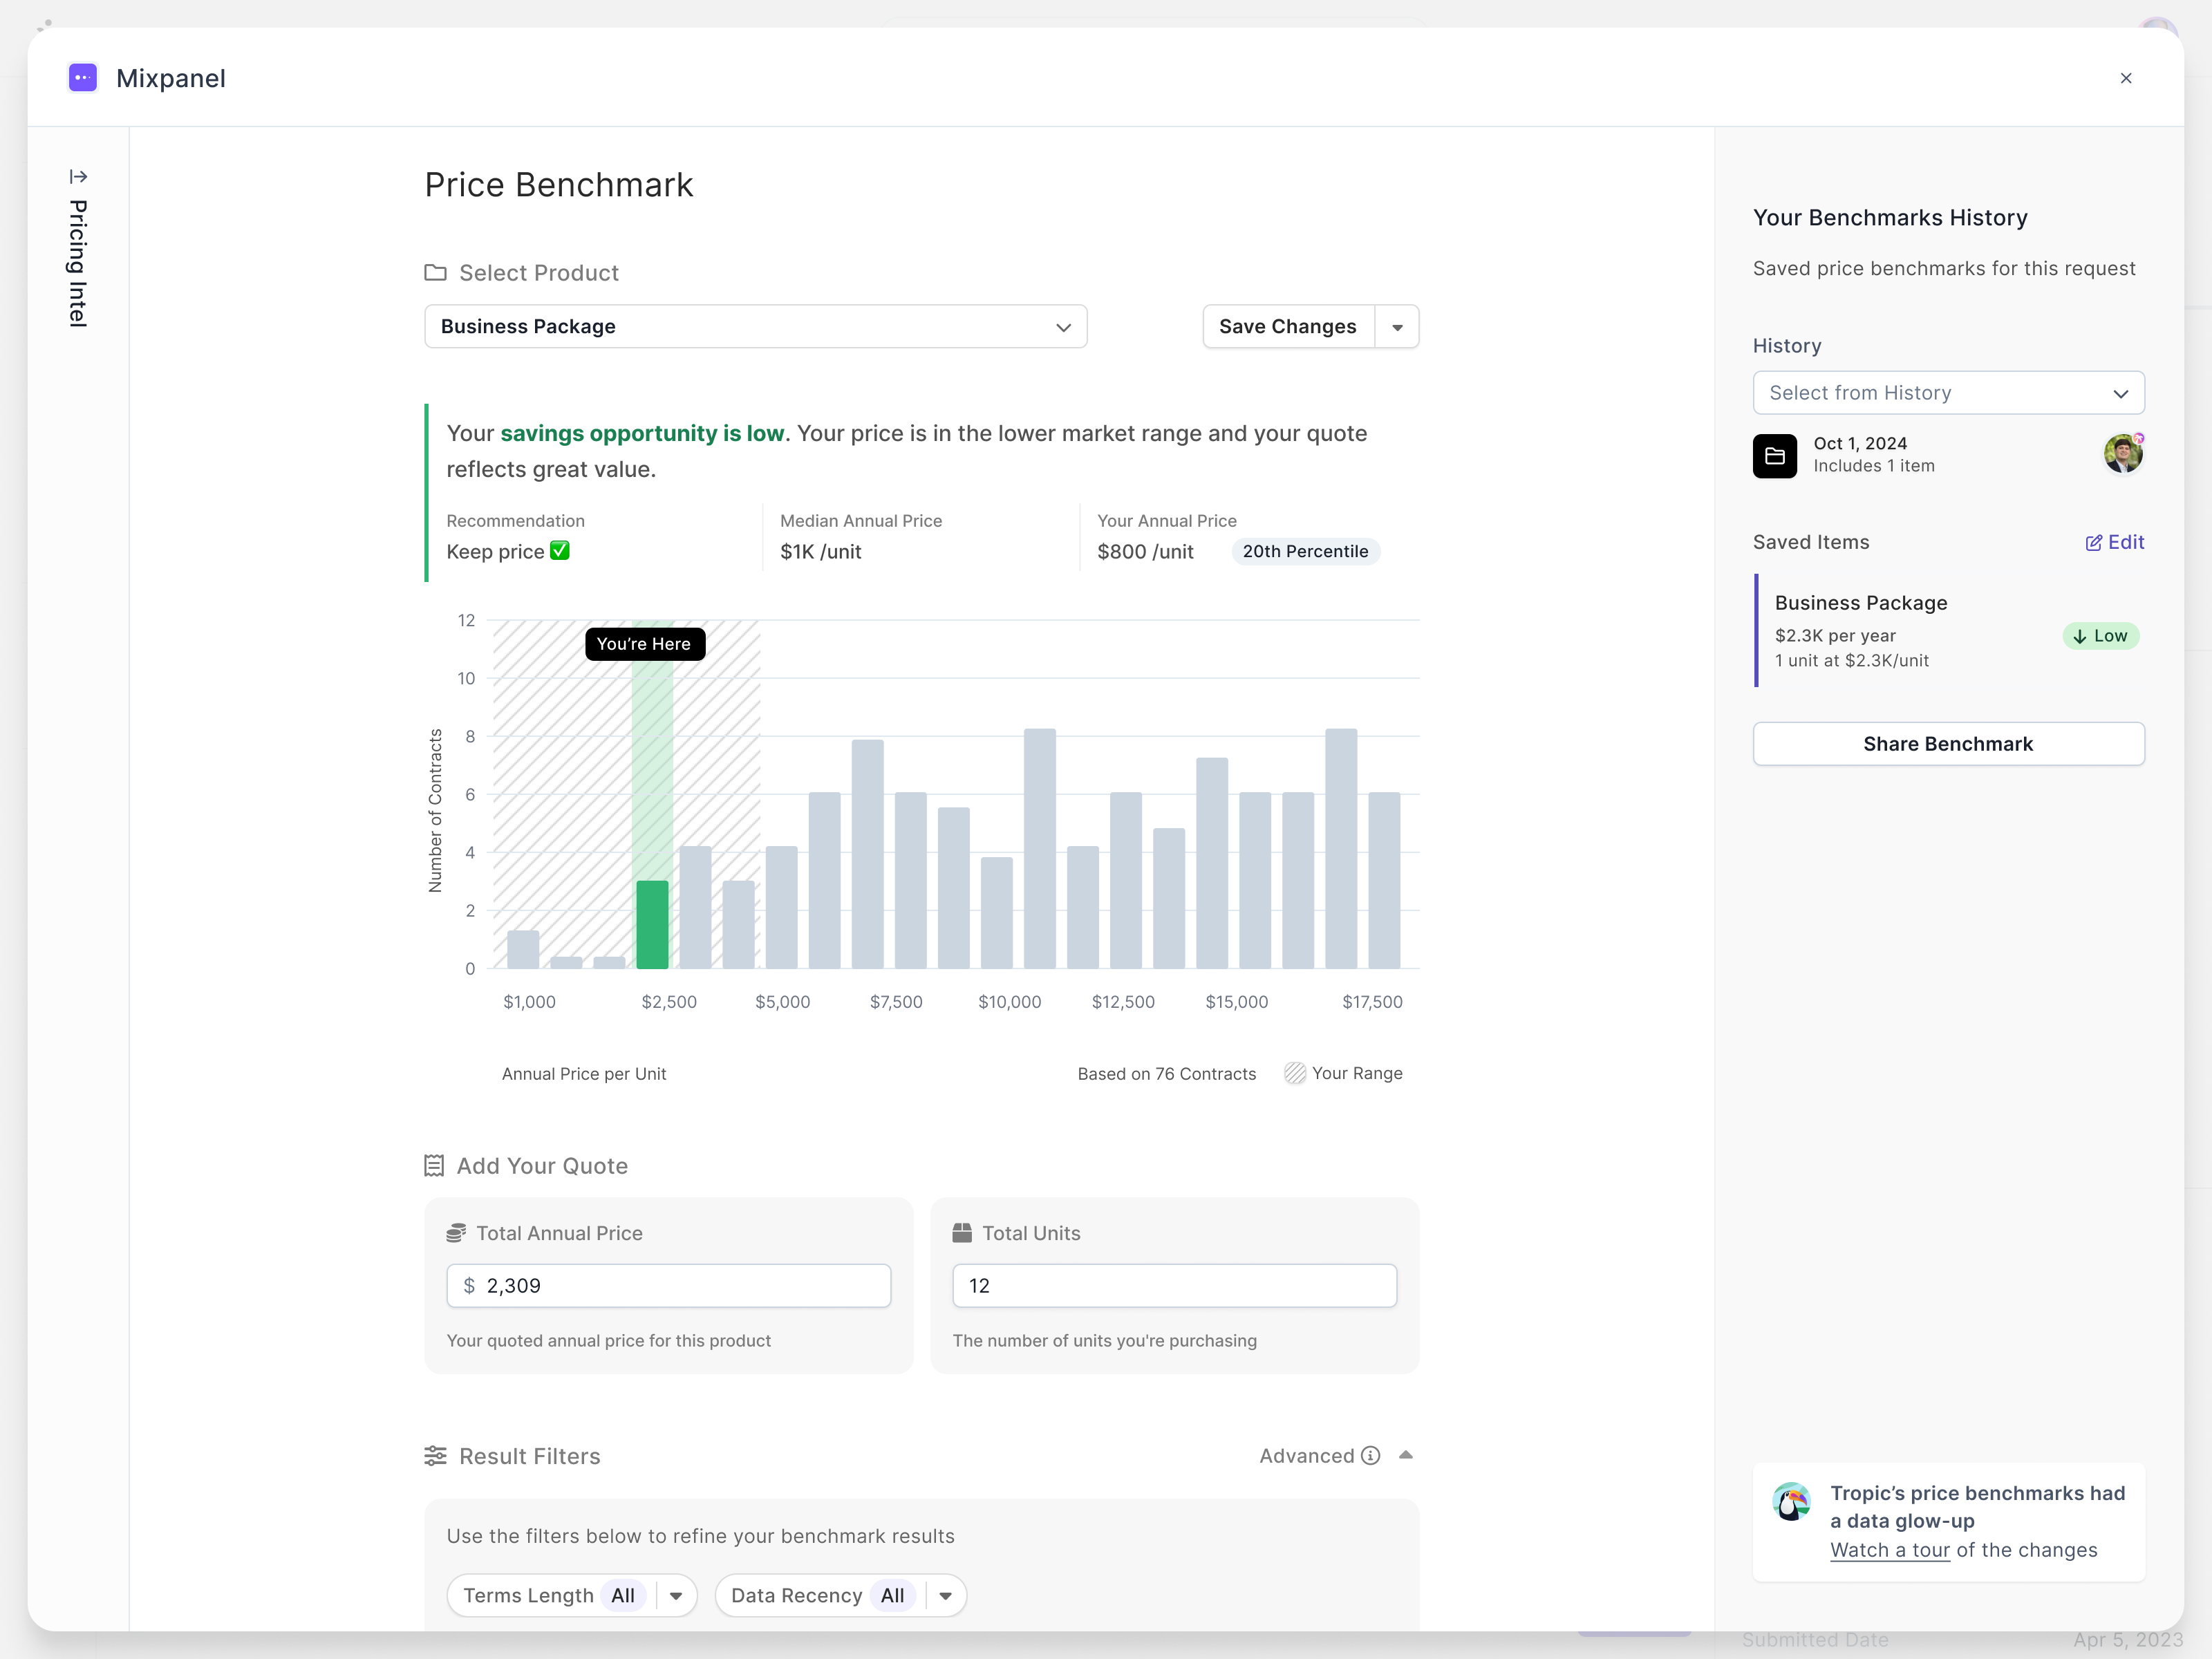 Mixpanel
Pricing Intel
Price Benchmark
Select Product
Business Package
Save Changes
Your savings opportunity is low. Your price is in the lower market range and your quote
reflects great value.
Recommendation
Keep price ✅
Median Annual Price
$1K /unit
Your Annual Price
$800 /unit
20th Percentile
12
You’re Here
10
8
6
4
2
0
Number of Contracts
$1,000 $2,500 $5,000 $7,500 $10,000 $12,500 $15,000 $17,500
Annual Price per Unit
Based on 76 Contracts
Your Range
Add Your Quote
Total Annual Price
$ 2,309
Your quoted annual price for this product
Total Units
12
The number of units you're purchasing
Result Filters
Advanced
Use the filters below to refine your benchmark results
Terms Length All
Data Recency All
Your Benchmarks History
Saved price benchmarks for this request
History
Select from History
Oct 1, 2024
Includes 1 item
Saved Items
Edit
Business Package
$2.3K per year
1 unit at $2.3K/unit
Low
Share Benchmark
Tropic’s price benchmarks had
a data glow-up
Watch a tour of the changes
Submitted Date
Apr 5, 2023